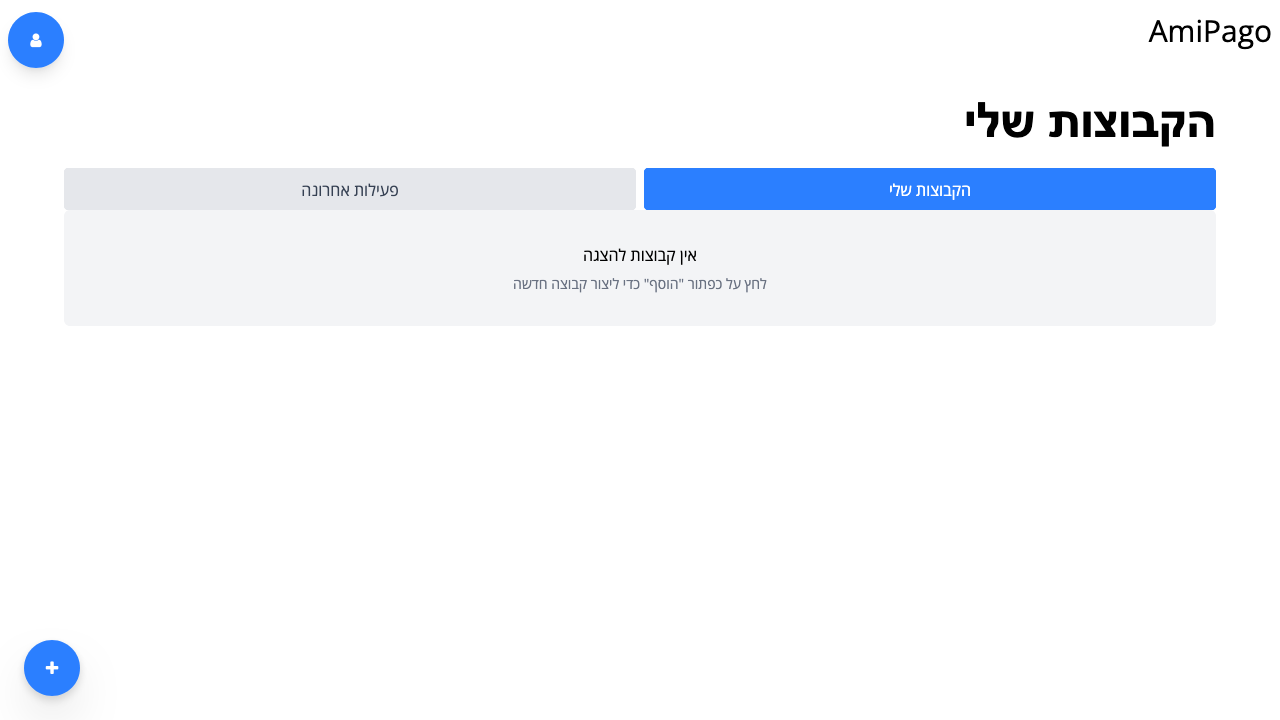 AmiPago
הקבוצות שלי
הקבוצות שלי
פעילות אחרונה
אין קבוצות להצגה
לחץ על כפתור "הוסף" כדי ליצור קבוצה חדשה